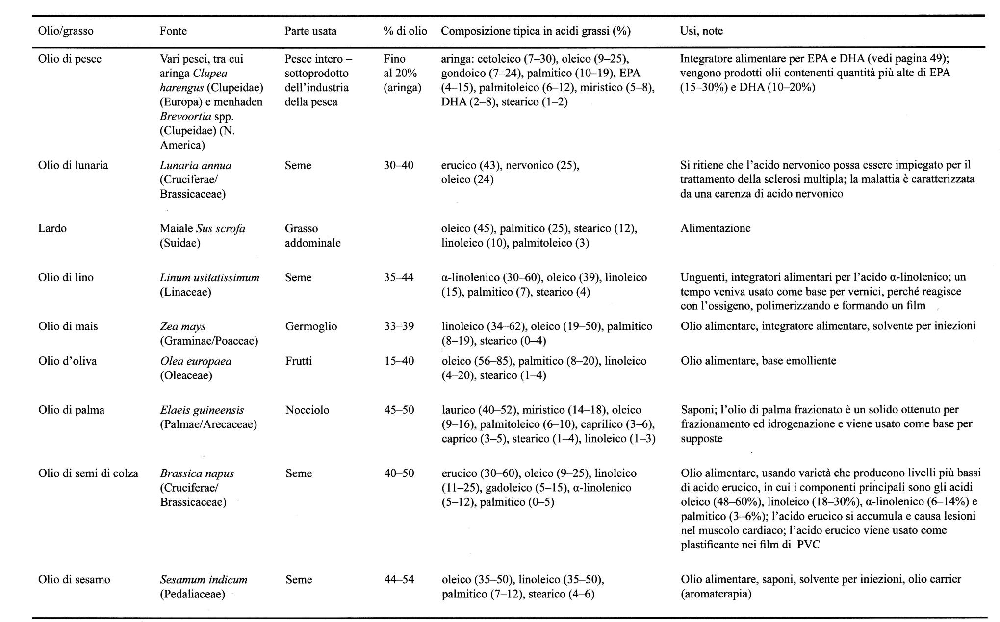 Olio/grasso Fonte Parte usata % di olio Composizione tipica in acidi grassi (%) Usi, note
Olio di pesce Vari pesci, tra cui Pesce intero – Fino aringa: cetoleico (7–30), oleico (9–25), Integratore alimentare per EPA e DHA (vedi pagina 49);
aringa Clupea sottoprodotto al 20% gondoico (7–24), palmitico (10–19), EPA vengono prodotti olii contenenti quantità più alte di EPA
harengus (Clupeidae) dell'industria (aringa) (4–15), palmitoleico (6–12), miristico (5–8), (15–30%) e DHA (10–20%)
(Europa) e menhaden della pesca DHA (2–8), stearico (1–2)
Brevoortia spp.
(Clupeidae) (N.
America)
Olio di lunaria Lunaria annua Seme 30–40 erucico (43), nervonico (25), Si ritiene che l'acido nervonico possa essere impiegato per il
(Cruciferae/ oleico (24) trattamento della sclerosi multipla; la malattia è caratterizzata
Brassicaceae) da una carenza di acido nervonico
Lardo Maiale Sus scrofa Grasso oleico (45), palmitico (25), stearico (12), Alimentazione
(Suidae) addominale linoleico (10), palmitoleico (3)
Olio di lino Linum usitatissimum Seme 35–44 α-linolenico (30–60), oleico (39), linoleico Unguenti, integratori alimentari per l'acido α-linolenico; un
(Linaceae) (15), palmitico (7), stearico (4) tempo veniva usato come base per vernici, perché reagisce
con l'ossigeno, polimerizzando e formando un film
Olio di mais Zea mays Germoglio 33–39 linoleico (34–62), oleico (19–50), palmitico Olio alimentare, integratore alimentare, solvente per iniezioni
(Graminae/Poaceae) (8–19), stearico (0–4)
Olio d'oliva Olea europaea Frutti 15–40 oleico (56–85), palmitico (8–20), linoleico Olio alimentare, base emolliente
(Oleaceae) (4–20), stearico (1–4)
Olio di palma Elaeis guineensis Nocciolo 45–50 laurico (40–52), miristico (14–18), oleico Saponi; l'olio di palma frazionato è un solido ottenuto per
(Palmae/Arecaceae) (9–16), palmitoleico (6–10), caprilico (3–6), frazionamento ed idrogenazione e viene usato come base per
caprico (3–5), stearico (1–4), linoleico (1–3) supposte
Olio di semi di colza Brassica napus Seme 40–50 erucico (30–60), oleico (9–25), linoleico Olio alimentare, usando varietà che producono livelli più bassi
(Cruciferae/ (11–25), gadoleico (5–15), α-linolenico di acido erucico, in cui i componenti principali sono gli acidi
Brassicaceae) (5–12), palmitico (0–5) oleico (48–60%), linoleico (18–30%), α-linolenico (6–14%) e
palmitico (3–6%); l'acido erucico si accumula e causa lesioni
nel muscolo cardiaco; l'acido erucico viene usato come
plastificante nei film di PVC
Olio di sesamo Sesamum indicum Seme 44–54 oleico (35–50), linoleico (35–50), Olio alimentare, saponi, solvente per iniezioni, olio carrier
(Pedaliaceae) palmitico (7–12), stearico (4–6) (aromaterapia)